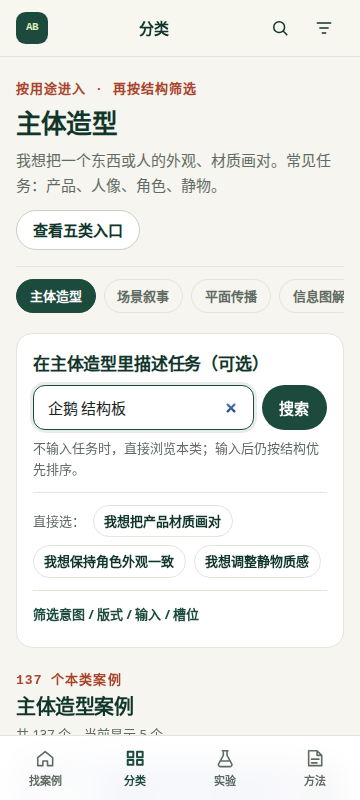 AB
分类
按用途进入 · 再按结构筛选
主体造型
我想把一个东西或人的外观、材质画对。常见任
务：产品、人像、角色、静物。
查看五类入口
主体造型
场景叙事
平面传播
信息图解
在主体造型里描述任务（可选）
企鹅 结构板
搜索
不输入任务时，直接浏览本类；输入后仍按结构优
先排序。
直接选：
我想把产品材质画对
我想保持角色外观一致
我想调整静物质感
筛选意图 / 版式 / 输入 / 槽位
137 个本类案例
主体造型案例
共 137 个，当前显示 5 个
找案例
分类
实验
方法